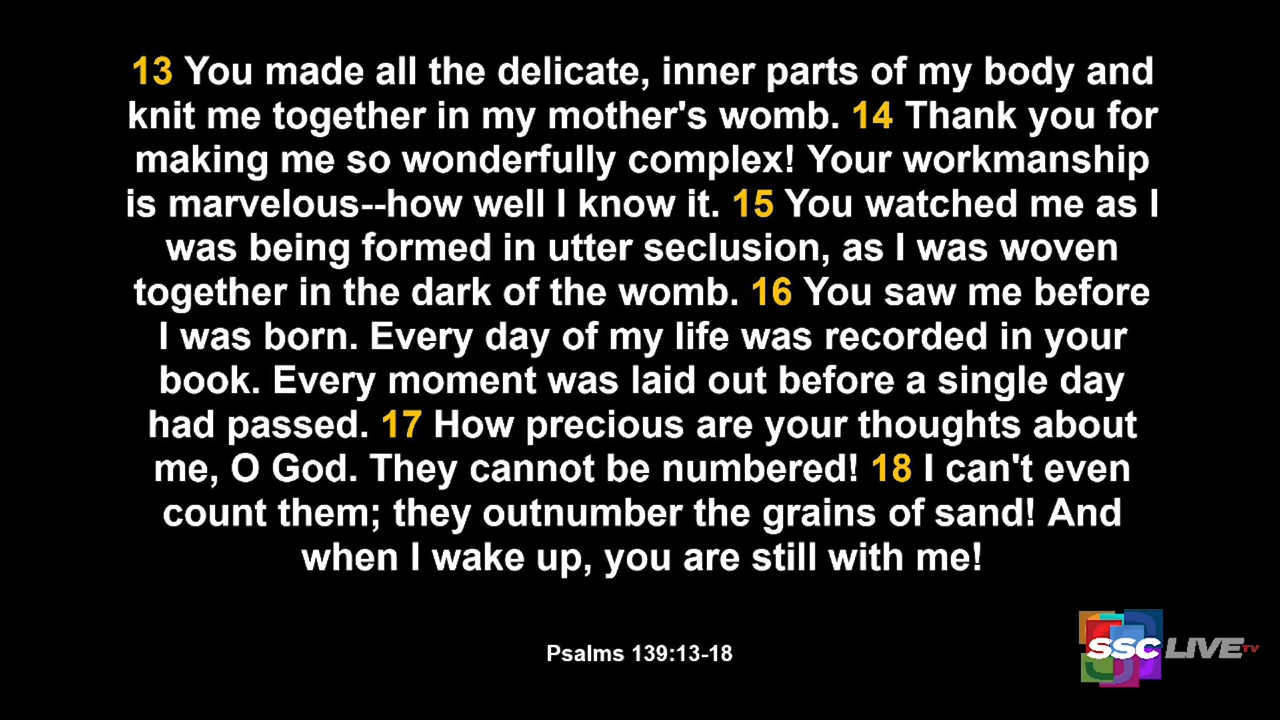 13 You made all the delicate, inner parts of my body and
knit me together in my mother's womb. 14 Thank you for
making me so wonderfully complex! Your workmanship
is marvelous--how well I know it. 15 You watched me as I
was being formed in utter seclusion, as I was woven
together in the dark of the womb. 16 You saw me before
I was born. Every day of my life was recorded in your
book. Every moment was laid out before a single day
had passed. 17 How precious are your thoughts about
me, O God. They cannot be numbered! 18 I can't even
count them; they outnumber the grains of sand! And
when I wake up, you are still with me!
Psalms 139:13-18
SSC LIVE TV